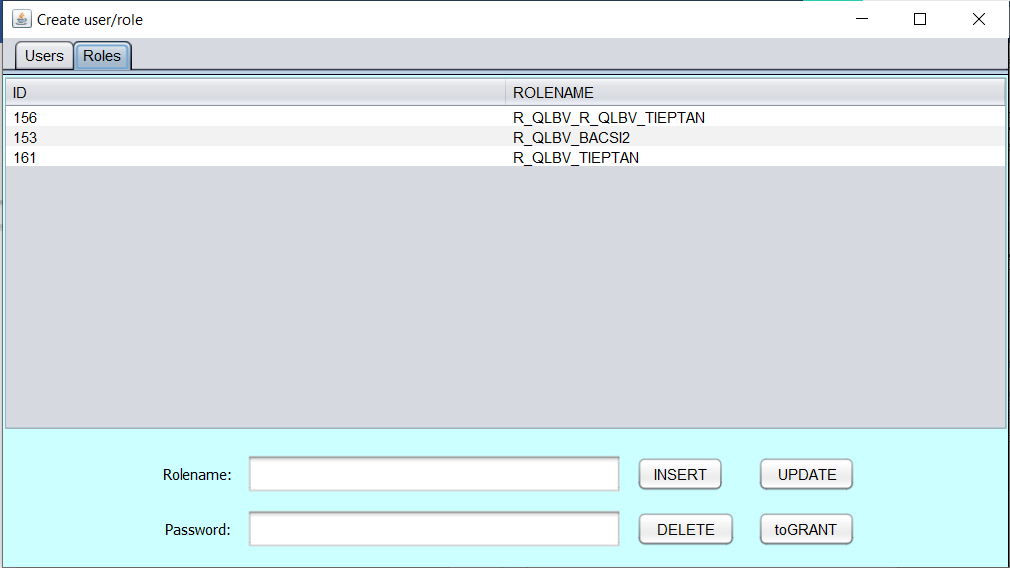 Create user/role
Users Roles
ID ROLENAME
156 R_QLBV_R_QLBV_TIEPTAN
153 R_QLBV_BACSI2
161 R_QLBV_TIEPTAN
Rolename: INSERT UPDATE
Password: DELETE toGRANT